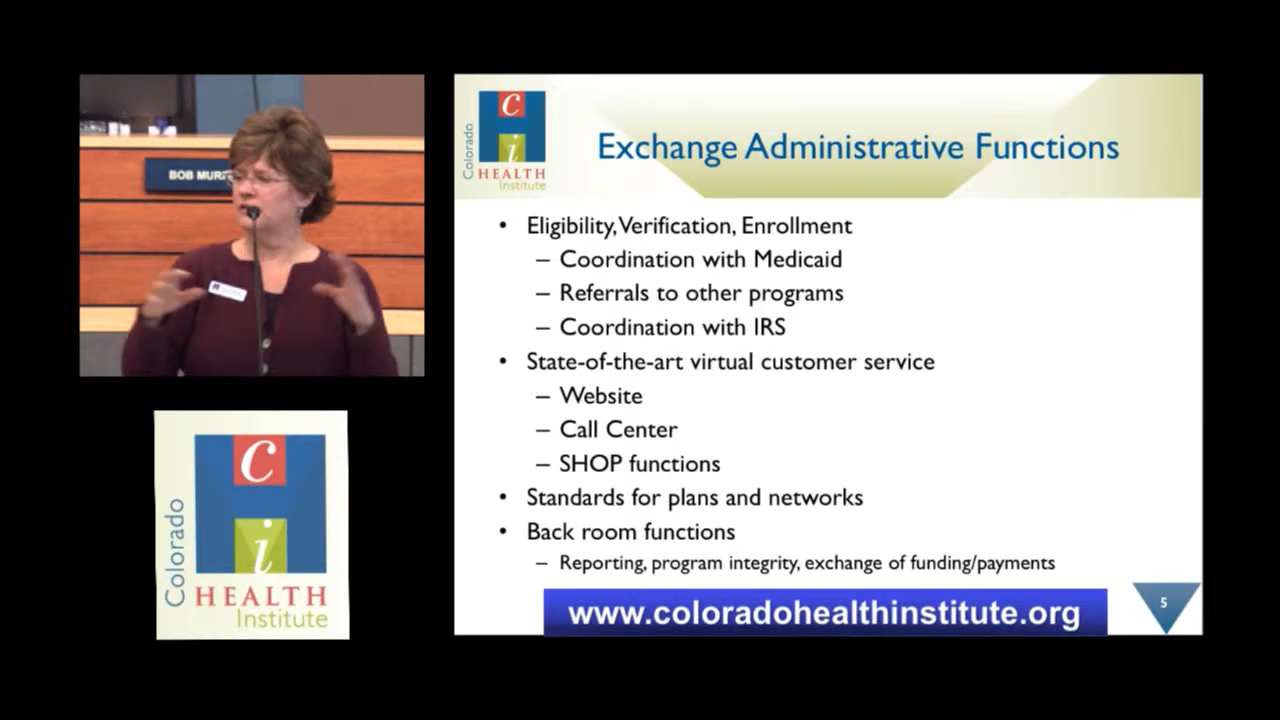 BOB MUR
Colorado
C
i
HEALTH
Institute
Colorado
C
i
HEALTH
Institute
Exchange Administrative Functions
• Eligibility, Verification, Enrollment
– Coordination with Medicaid
– Referrals to other programs
– Coordination with IRS
• State-of-the-art virtual customer service
– Website
– Call Center
– SHOP functions
• Standards for plans and networks
• Back room functions
– Reporting, program integrity, exchange of funding/payments
www.coloradohealthinstitute.org
5